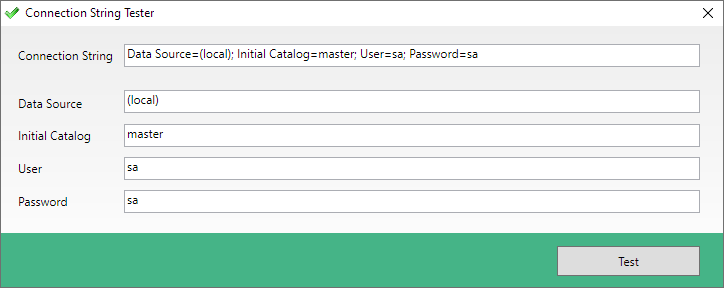 Connection String Tester
Connection String Data Source=(local); Initial Catalog=master; User=sa; Password=sa
Data Source (local)
Initial Catalog master
User sa
Password sa
Test